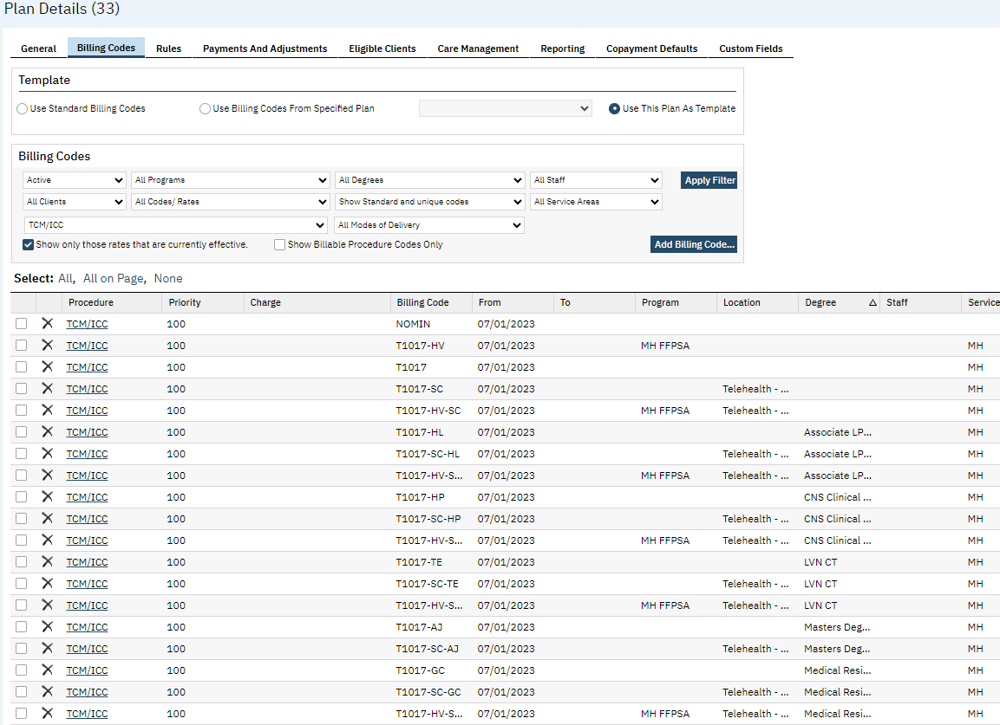 Plan Details (33)
General Billing Codes Rules Payments And Adjustments Eligible Clients Care Management Reporting Copayment Defaults Custom Fields
Template
Use Standard Billing Codes Use Billing Codes From Specified Plan Use This Plan As Template
Billing Codes
Active All Programs All Degrees All Staff Apply Filter
All Clients All Codes/ Rates Show Standard and unique codes All Service Areas
TCM/ICC All Modes of Delivery
Show only those rates that are currently effective. Show Billable Procedure Codes Only Add Billing Code...
Select: All, All on Page, None
Procedure Priority Charge Billing Code From To Program Location Degree Staff Service
TCM/ICC 100 NOMIN 07/01/2023
TCM/ICC 100 T1017-HV 07/01/2023 MH FFPSA MH
TCM/ICC 100 T1017 07/01/2023 MH
TCM/ICC 100 T1017-SC 07/01/2023 Telehealth - ... MH
TCM/ICC 100 T1017-HV-SC 07/01/2023 MH FFPSA Telehealth - ... MH
TCM/ICC 100 T1017-HL 07/01/2023 Associate LP... MH
TCM/ICC 100 T1017-SC-HL 07/01/2023 Telehealth - ... Associate LP... MH
TCM/ICC 100 T1017-HV-S... 07/01/2023 MH FFPSA Telehealth - ... Associate LP... MH
TCM/ICC 100 T1017-HP 07/01/2023 CNS Clinical ... MH
TCM/ICC 100 T1017-SC-HP 07/01/2023 Telehealth - ... CNS Clinical ... MH
TCM/ICC 100 T1017-HV-S... 07/01/2023 MH FFPSA Telehealth - ... CNS Clinical ... MH
TCM/ICC 100 T1017-TE 07/01/2023 LVN CT MH
TCM/ICC 100 T1017-SC-TE 07/01/2023 Telehealth - ... LVN CT MH
TCM/ICC 100 T1017-HV-S... 07/01/2023 MH FFPSA Telehealth - ... LVN CT MH
TCM/ICC 100 T1017-AJ 07/01/2023 Masters Deg... MH
TCM/ICC 100 T1017-SC-AJ 07/01/2023 Telehealth - ... Masters Deg... MH
TCM/ICC 100 T1017-GC 07/01/2023 Medical Resi... MH
TCM/ICC 100 T1017-SC-GC 07/01/2023 Telehealth - ... Medical Resi... MH
TCM/ICC 100 T1017-HV-S... 07/01/2023 MH FFPSA Telehealth - ... Medical Resi... MH